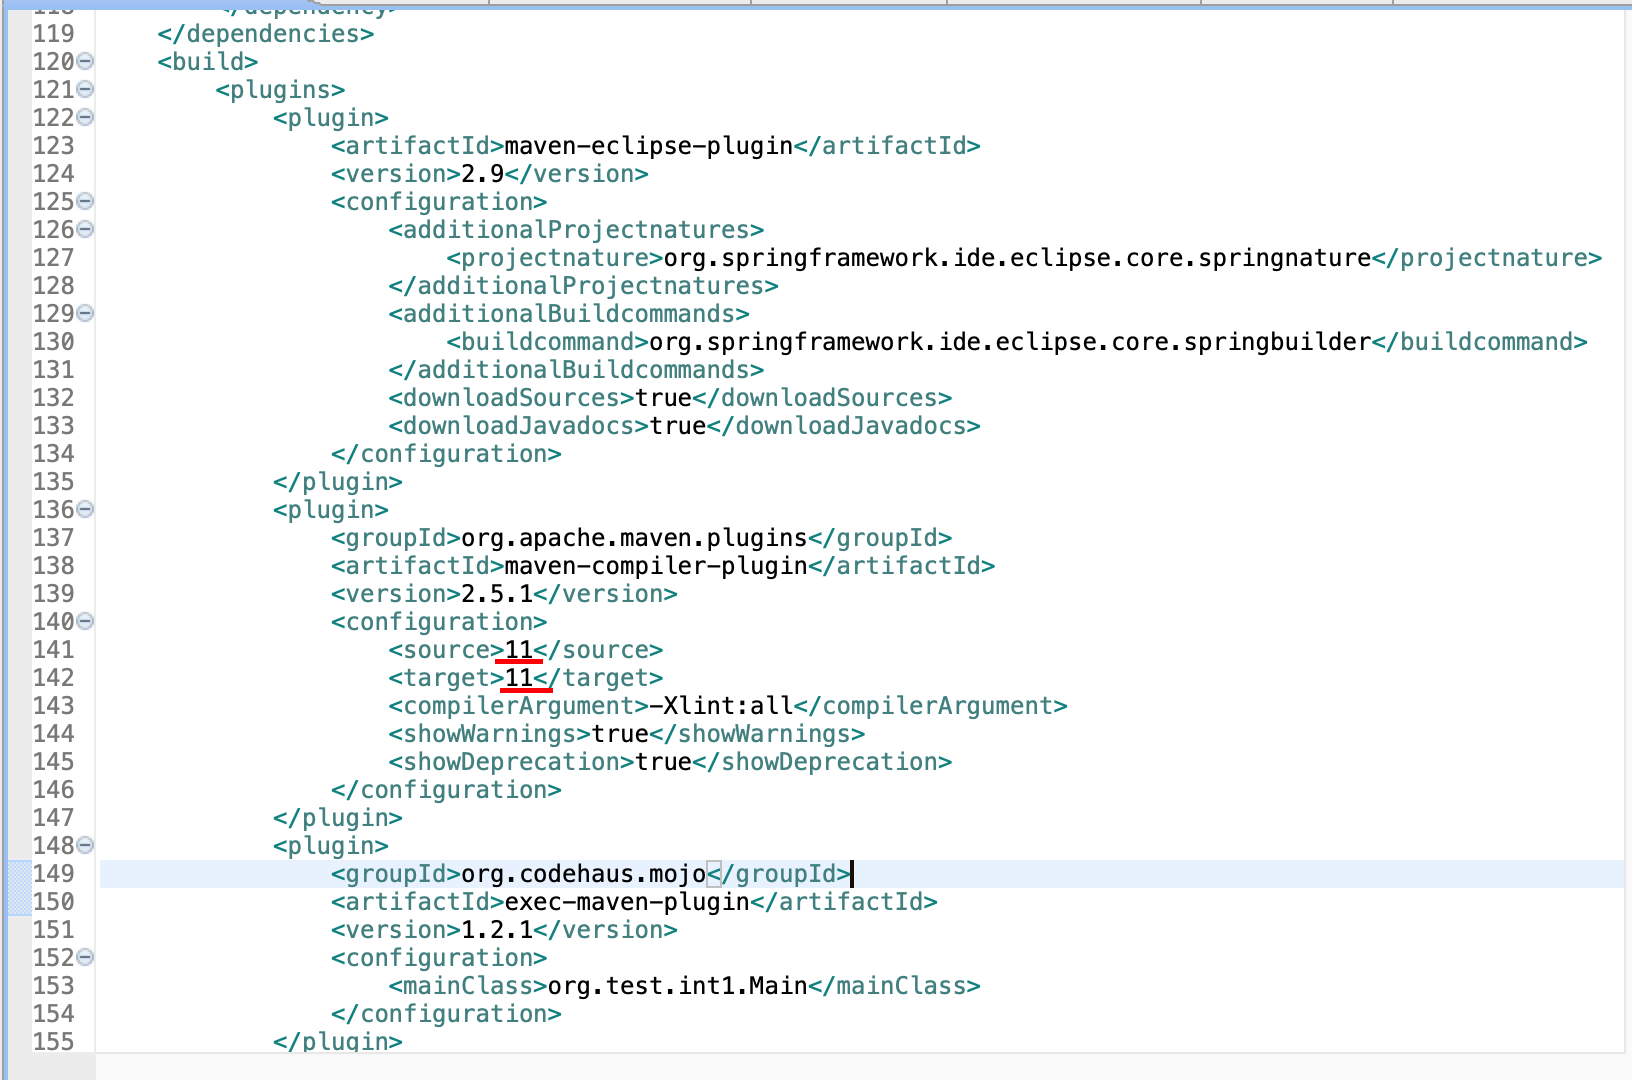 118 </dependency>
119 </dependencies>
120 <build>
121 <plugins>
122 <plugin>
123 <artifactId>maven-eclipse-plugin</artifactId>
124 <version>2.9</version>
125 <configuration>
126 <additionalProjectnatures>
127 <projectnature>org.springframework.ide.eclipse.core.springnature</projectnature>
128 </additionalProjectnatures>
129 <additionalBuildcommands>
130 <buildcommand>org.springframework.ide.eclipse.core.springbuilder</buildcommand>
131 </additionalBuildcommands>
132 <downloadSources>true</downloadSources>
133 <downloadJavadocs>true</downloadJavadocs>
134 </configuration>
135 </plugin>
136 <plugin>
137 <groupId>org.apache.maven.plugins</groupId>
138 <artifactId>maven-compiler-plugin</artifactId>
139 <version>2.5.1</version>
140 <configuration>
141 <source>11</source>
142 <target>11</target>
143 <compilerArgument>-Xlint:all</compilerArgument>
144 <showWarnings>true</showWarnings>
145 <showDeprecation>true</showDeprecation>
146 </configuration>
147 </plugin>
148 <plugin>
149 <groupId>org.codehaus.mojo</groupId>
150 <artifactId>exec-maven-plugin</artifactId>
151 <version>1.2.1</version>
152 <configuration>
153 <mainClass>org.test.int1.Main</mainClass>
154 </configuration>
155 </plugin>